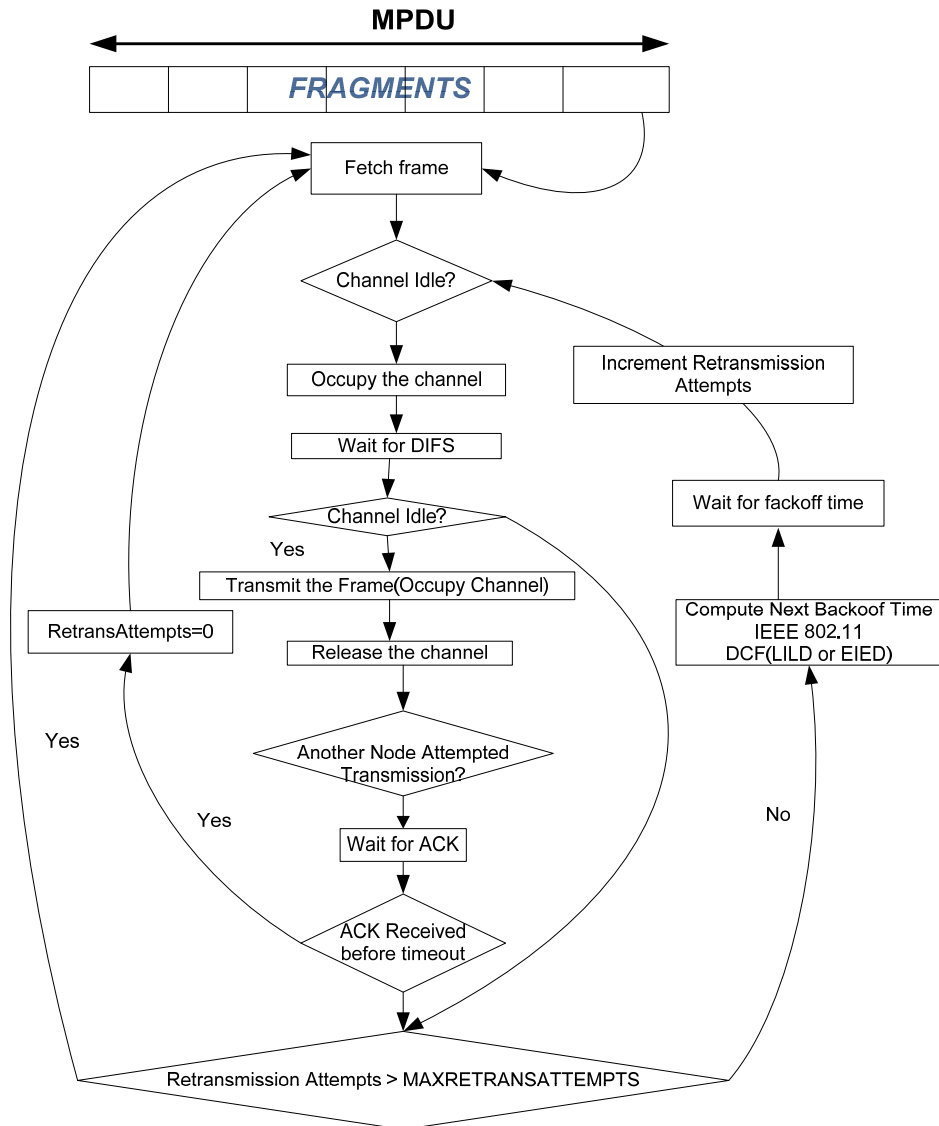 MPDU
FRAGMENTS
Fetch frame
Channel Idle?
Occupy the channel
Increment Retransmission
Attempts
Wait for DIFS
Channel Idle?
Wait for fackoff time
Yes
Transmit the Frame(Occupy Channel)
RetransAttempts=0
Compute Next Backoof Time
IEEE 802.11
DCF(LILD or EIED)
Release the channel
Yes
Another Node Attempted
Transmission?
Yes
No
Wait for ACK
ACK Received
before timeout
Retransmission Attempts > MAXRETRANSATTEMPTS